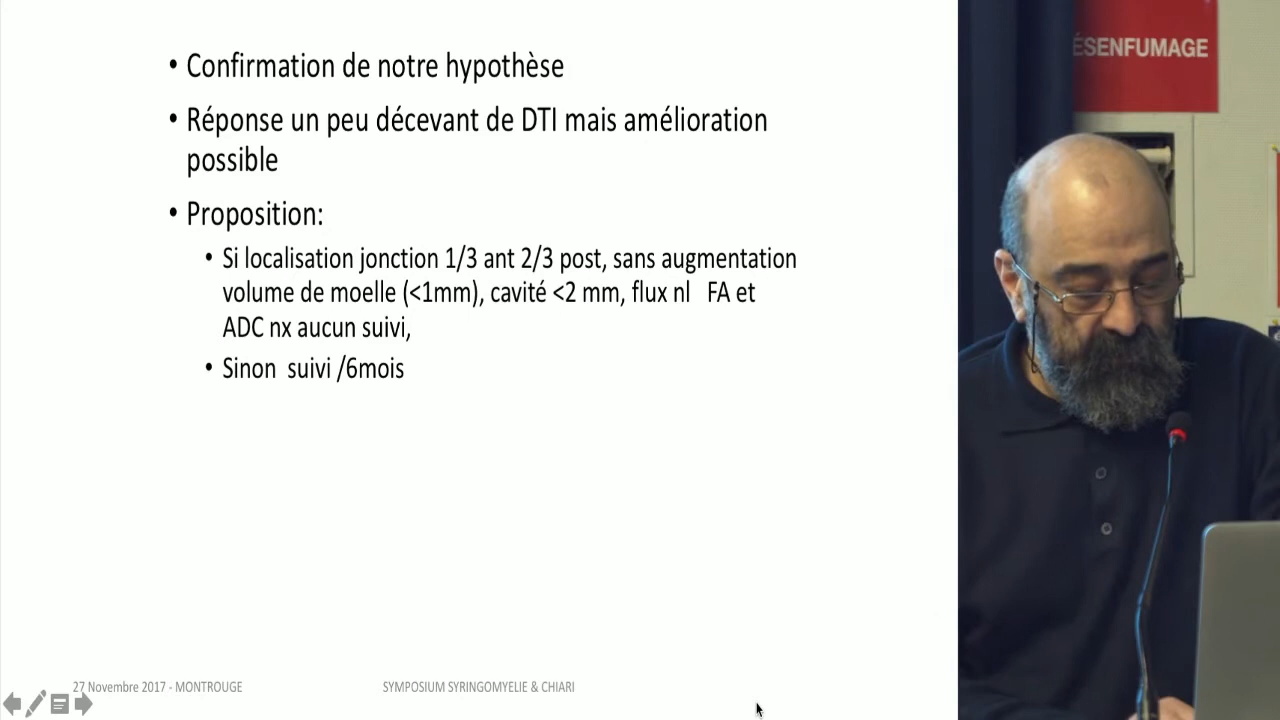 • Confirmation de notre hypothèse
• Réponse un peu décevant de DTI mais amélioration
possible
• Proposition:
• Si localisation jonction 1/3 ant 2/3 post, sans augmentation
volume de moelle (<1mm), cavité <2 mm, flux nl FA et
ADC nx aucun suivi,
• Sinon suivi /6mois
27 Novembre 2017 - MONTROUGE
SYMPOSIUM SYRINGOMYELIE & CHIARI
ÉSENFUMAGE